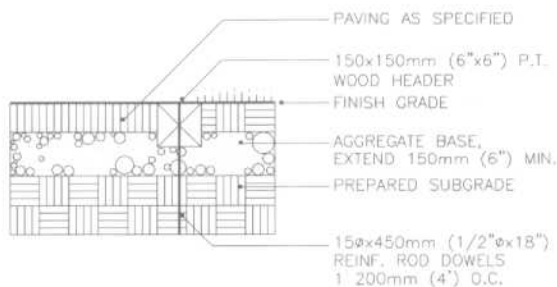 PAVING AS SPECIFIED
150x150mm (6"x6") P.T.
WOOD HEADER
FINISH GRADE
AGGREGATE BASE,
EXTEND 150mm (6") MIN.
PREPARED SUBGRADE
15øx450mm (1/2"øx18")
REINF. ROD DOWELS
1 200mm (4') O.C.